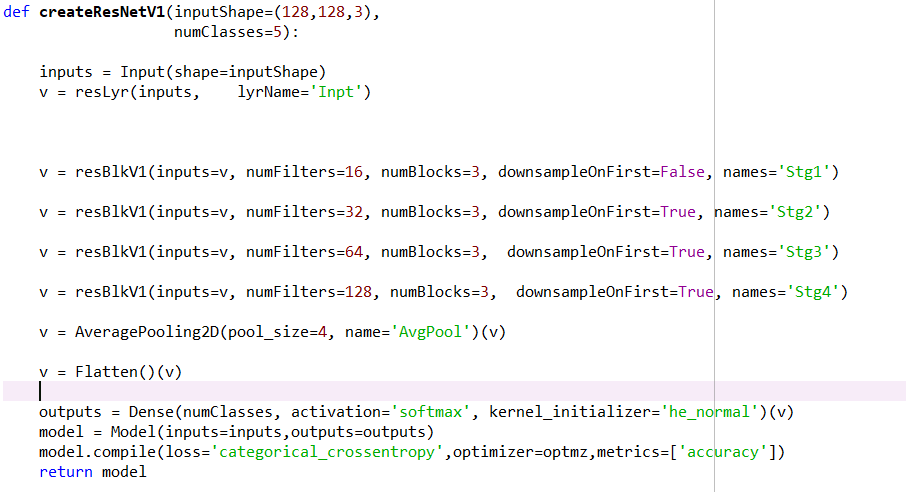 def createResNetV1(inputShape=(128,128,3),
                   numClasses=5):
    inputs = Input(shape=inputShape)
    v = resLyr(inputs,    lyrName='Inpt')
    v = resBlkV1(inputs=v, numFilters=16, numBlocks=3, downsampleOnFirst=False, names='Stg1')
    v = resBlkV1(inputs=v, numFilters=32, numBlocks=3, downsampleOnFirst=True, names='Stg2')
    v = resBlkV1(inputs=v, numFilters=64, numBlocks=3,  downsampleOnFirst=True, names='Stg3')
    v = resBlkV1(inputs=v, numFilters=128, numBlocks=3,  downsampleOnFirst=True, names='Stg4')
    v = AveragePooling2D(pool_size=4, name='AvgPool')(v)
    v = Flatten()(v)
    outputs = Dense(numClasses, activation='softmax', kernel_initializer='he_normal')(v)
    model = Model(inputs=inputs,outputs=outputs)
    model.compile(loss='categorical_crossentropy',optimizer=optmz,metrics=['accuracy'])
    return model